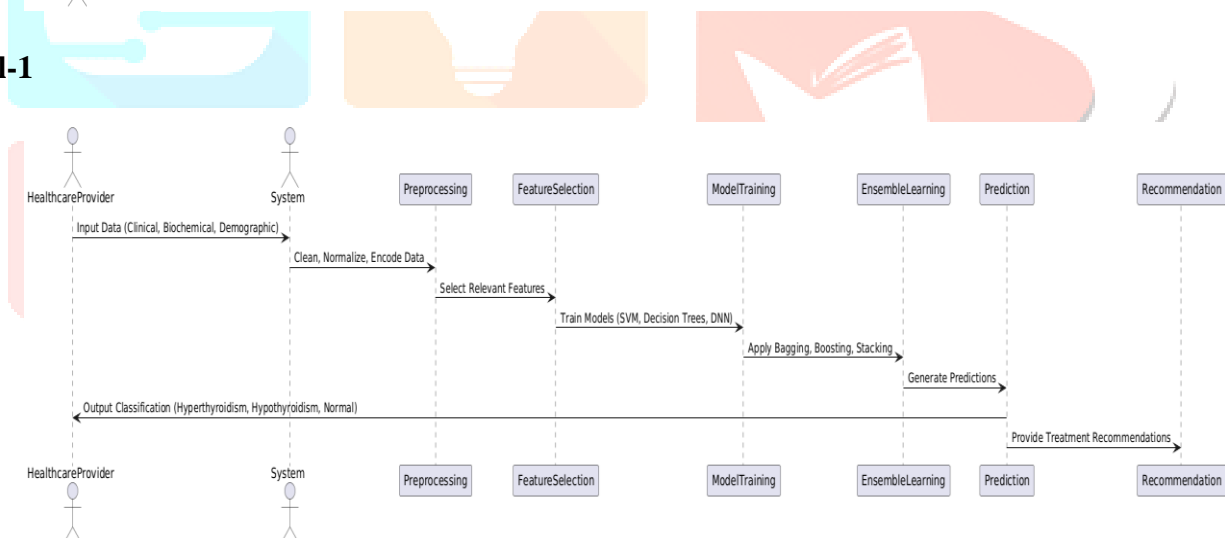 l-1
HealthcareProvider
System
Preprocessing
FeatureSelection
ModelTraining
EnsembleLearning
Prediction
Recommendation
Input Data (Clinical, Biochemical, Demographic)
Clean, Normalize, Encode Data
Select Relevant Features
Train Models (SVM, Decision Trees, DNN)
Apply Bagging, Boosting, Stacking
Generate Predictions
Output Classification (Hyperthyroidism, Hypothyroidism, Normal)
Provide Treatment Recommendations
HealthcareProvider
System
Preprocessing
FeatureSelection
ModelTraining
EnsembleLearning
Prediction
Recommendation